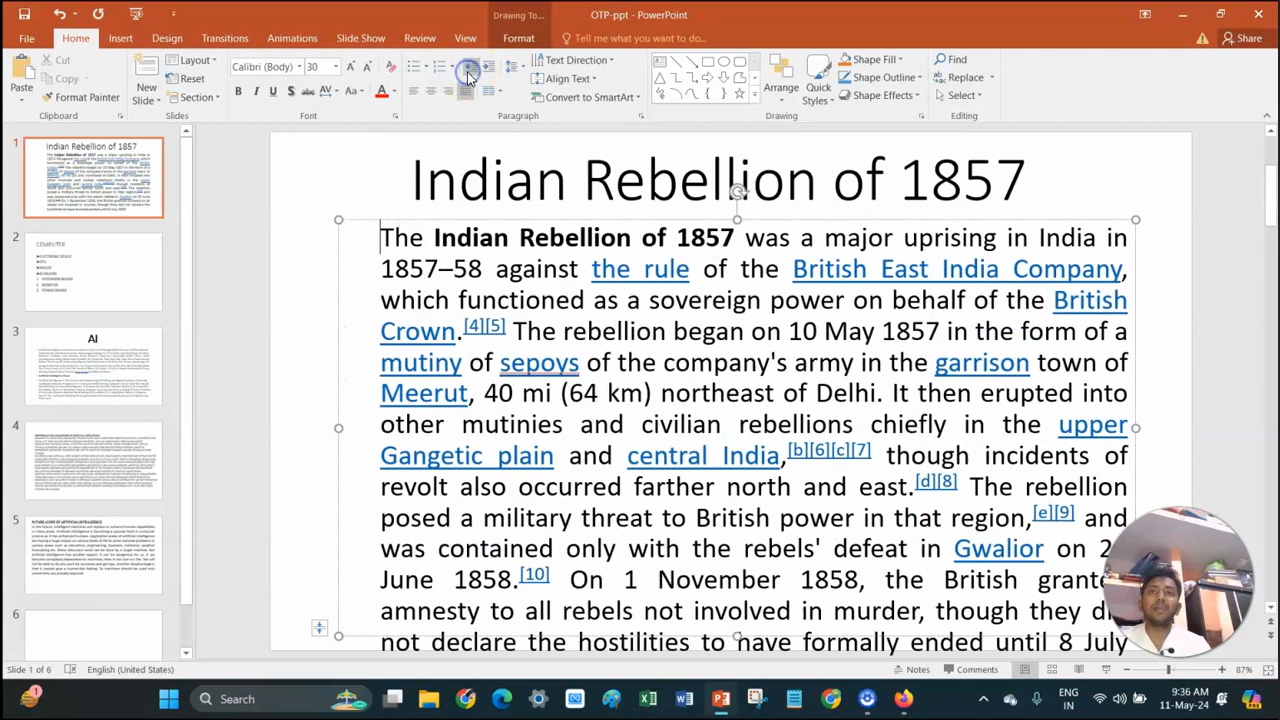 Drawing To...
OTP-ppt - PowerPoint
File
Home
Insert
Design
Transitions
Animations
Slide Show
Review
View
Format
Tell me what you want to do...
Share
Paste
Cut
Copy
Format Painter
Clipboard
New Slide
Layout
Reset
Section
Slides
Calibri (Body)
30
Font
Text Direction
Align Text
Convert to SmartArt
Paragraph
Arrange
Quick Styles
Shape Fill
Shape Outline
Shape Effects
Drawing
Find
Replace
Select
Editing
1
Indian Rebellion of 1857
2
COMPUTER
3
AI
4
5
6
Indian Rebellion of 1857
The Indian Rebellion of 1857 was a major uprising in India in
1857–58 against the rule of the British East India Company,
which functioned as a sovereign power on behalf of the British
Crown.[4][5] The rebellion began on 10 May 1857 in the form of a
mutiny of sepoys of the company's army in the garrison town of
Meerut, 40 mi (64 km) northeast of Delhi. It then erupted into
other mutinies and civilian rebellions chiefly in the upper
Gangetic plain and central India,[b][6][c][7] though incidents of
revolt also occurred farther north and east.[d][8] The rebellion
posed a military threat to British power in that region,[e][9] and
was contained only with the rebels' defeat in Gwalior on 2
June 1858.[10] On 1 November 1858, the British grante
amnesty to all rebels not involved in murder, though they di
not declare the hostilities to have formally ended until 8 July
Slide 1 of 6
English (United States)
Notes
Comments
87%
Search
ENG
IN
9:36 AM
11-May-24